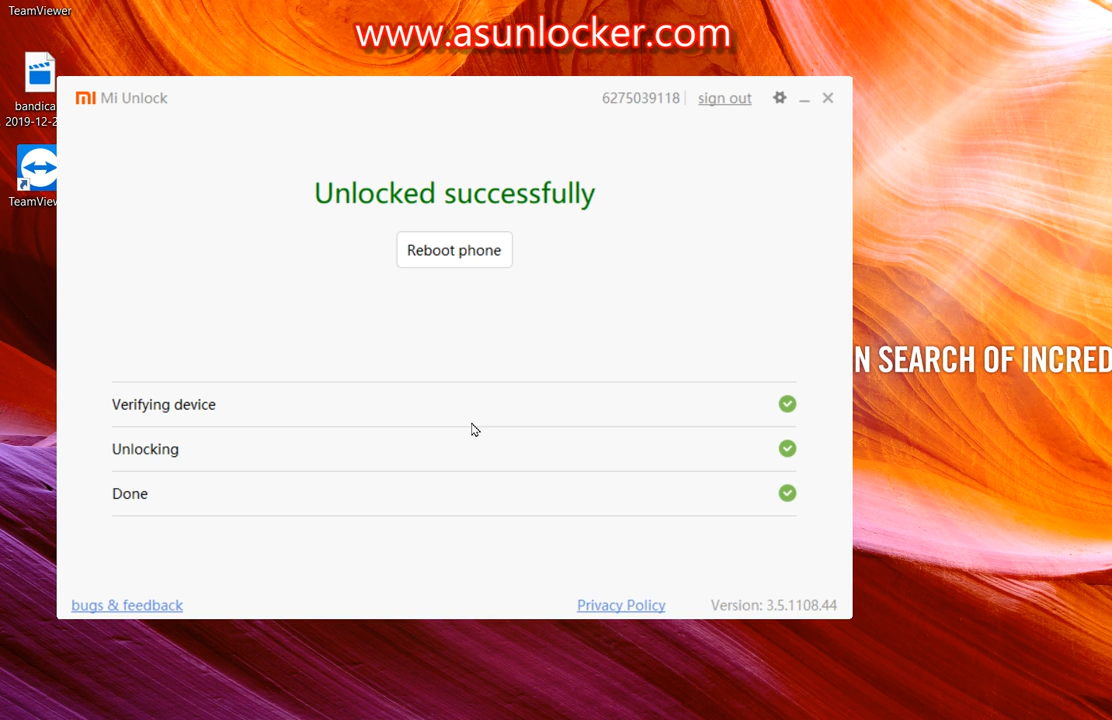 TeamViewer
www.asunlocker.com
bandica
2019-12-2
TeamView
mi Mi Unlock
6275039118 sign out
Unlocked successfully
Reboot phone
N SEARCH OF INCRED
Verifying device
Unlocking
Done
bugs & feedback
Privacy Policy
Version: 3.5.1108.44